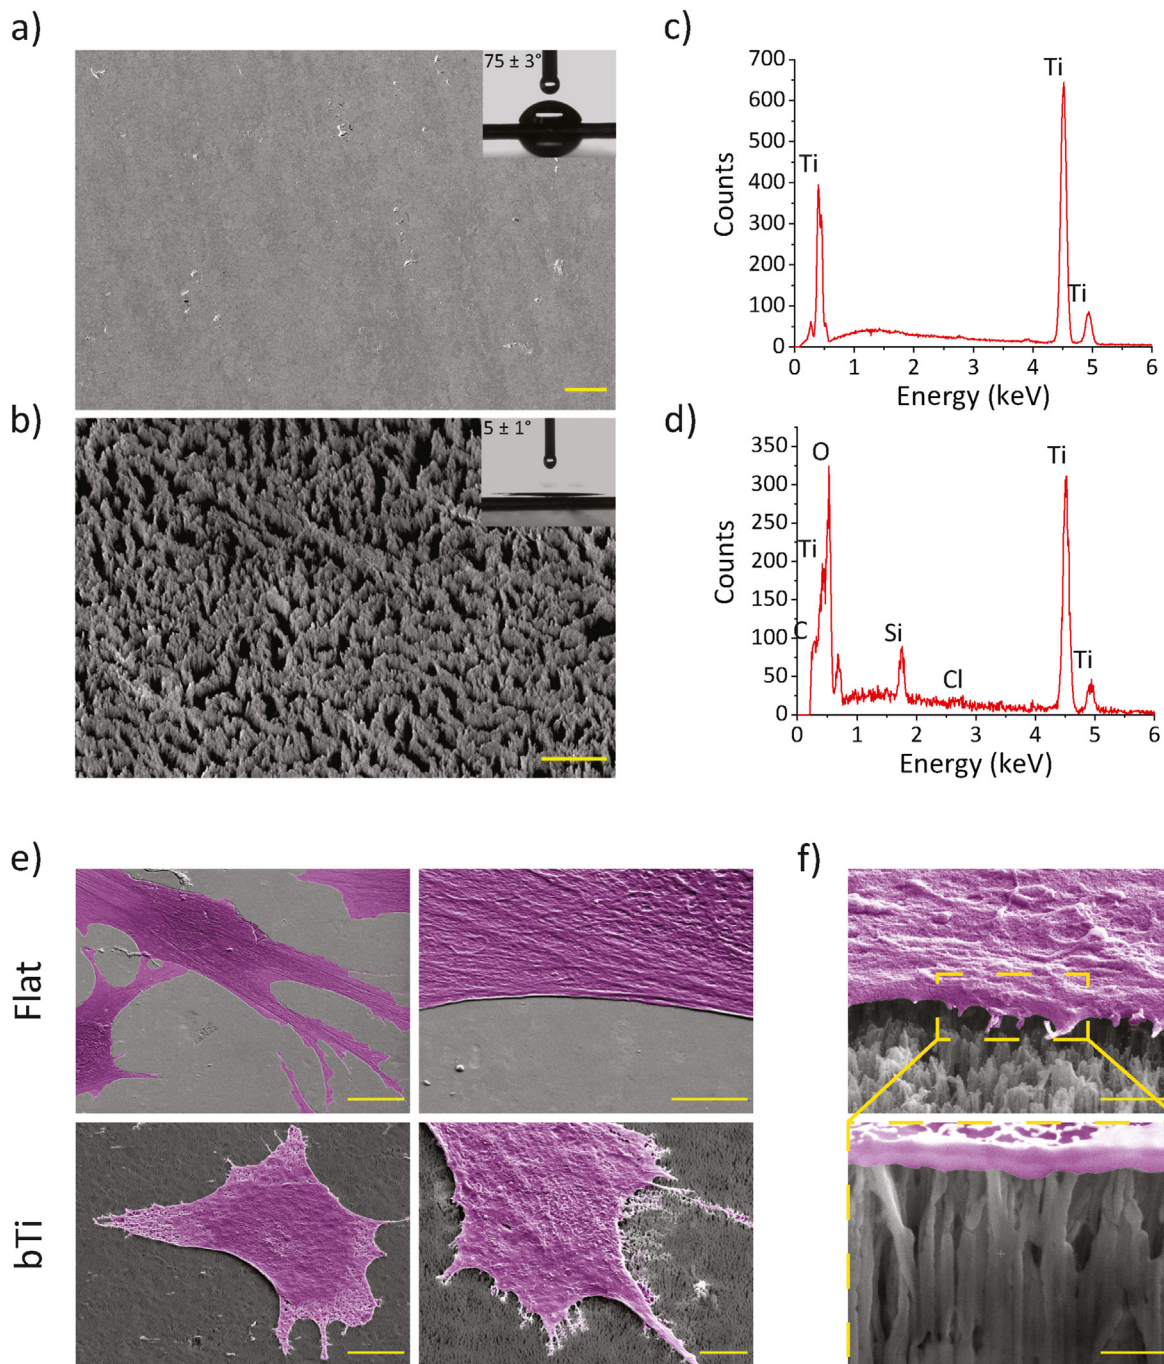 a)
75 ± 3°
b)
5 ± 1°
c)
700
600
500
400
300
200
100
0
Counts
Ti
Ti
Ti
0 1 2 3 4 5 6
Energy (keV)
d)
350
300
250
200
150
100
50
0
Counts
O
Ti
C
Si
Cl
Ti
Ti
0 1 2 3 4 5 6
Energy (keV)
e)
Flat
bTi
f)